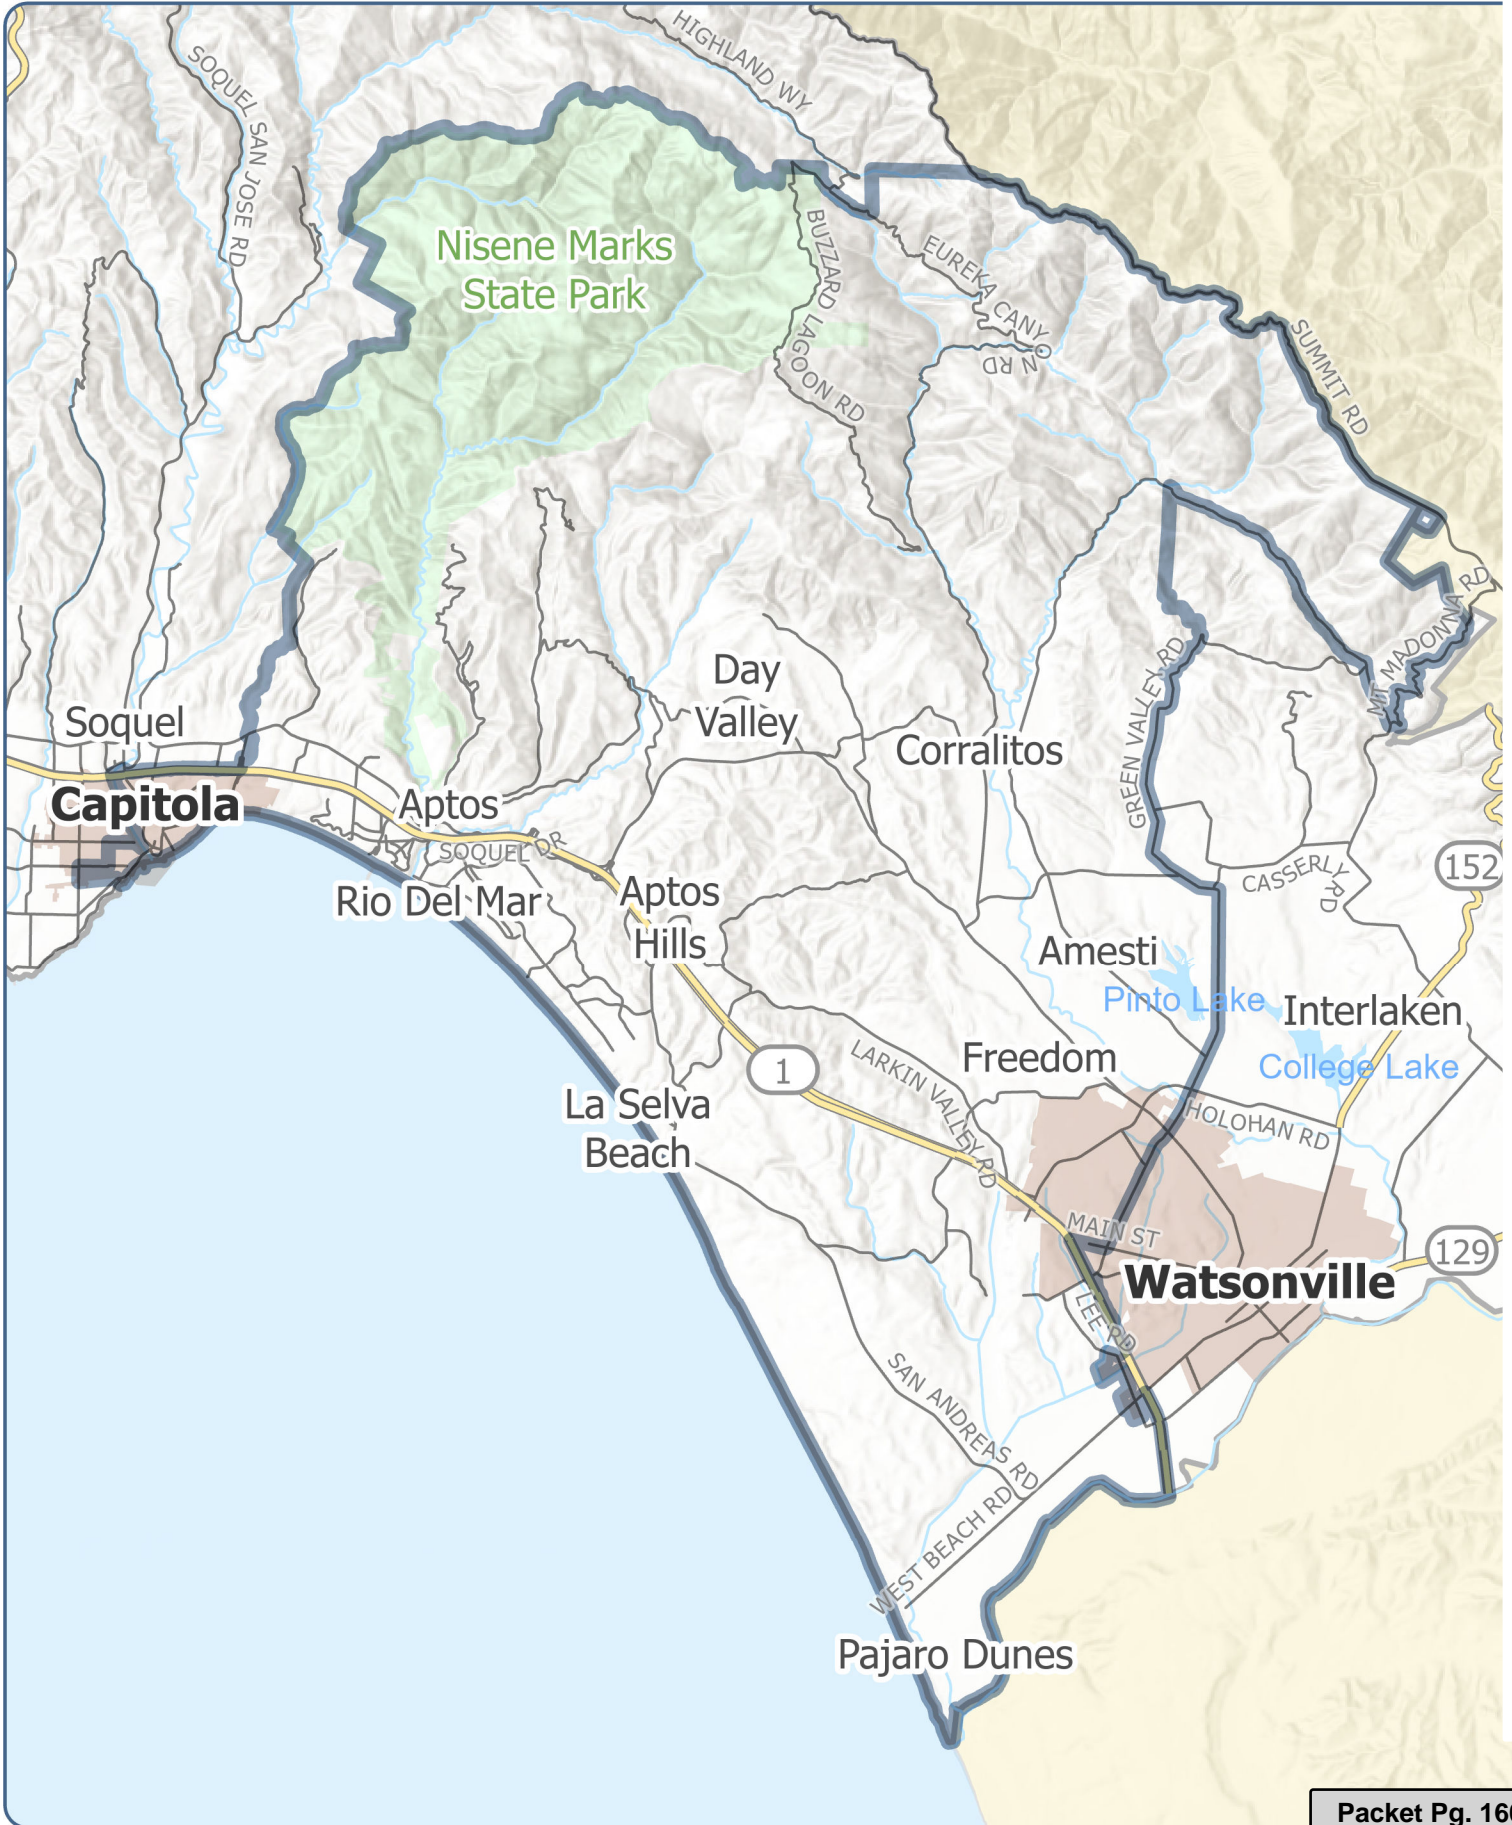 HIGHLAND WY
SOQUEL SAN JOSE RD
Nisene Marks
State Park
BUZZARD LAGOON RD
EUREKA CANYON RD
SUMMIT RD
MT MADONNA RD
GREEN VALLEY RD
Day
Valley
Soquel
Corralitos
Capitola
Aptos
SOQUEL DR
152
CASSERLY RD
Rio Del Mar
Aptos
Hills
Amesti
Pinto Lake
Interlaken
Freedom
College Lake
1
LARKIN VALLEY RD
La Selva
Beach
HOLOHAN RD
MAIN ST
129
Watsonville
LEE RD
SAN ANDREAS RD
WEST BEACH RD
Pajaro Dunes
Packet Pg. 16